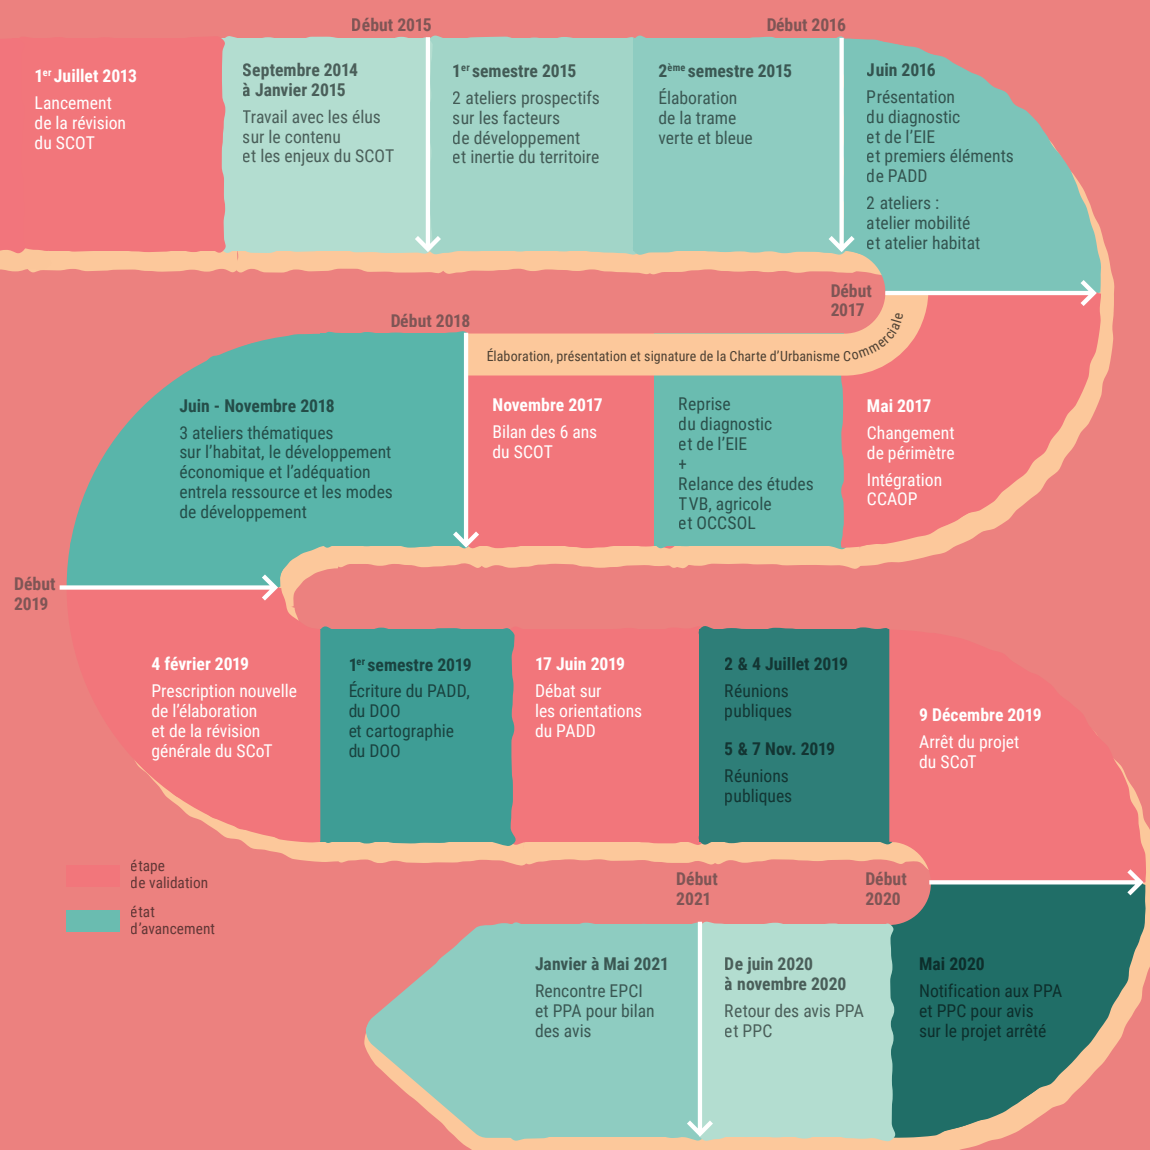 Début 2015
Début 2016
1er Juillet 2013
Lancement
de la révision
du SCOT
Septembre 2014
à Janvier 2015
Travail avec les élus
sur le contenu
et les enjeux du SCOT
1er semestre 2015
2 ateliers prospectifs
sur les facteurs
de développement
et inertie du territoire
2ème semestre 2015
Élaboration
de la trame
verte et bleue
Juin 2016
Présentation
du diagnostic
et de l'EIE
et premiers éléments
de PADD
2 ateliers :
atelier mobilité
et atelier habitat
Début
2017
Élaboration, présentation et signature de la Charte d'Urbanisme Commerciale
Mai 2017
Changement
de périmètre
Intégration
CCAOP
Reprise
du diagnostic
et de l'EIE
+
Relance des études
TVB, agricole
et OCCSOL
Novembre 2017
Bilan des 6 ans
du SCOT
Début 2018
Juin - Novembre 2018
3 ateliers thématiques
sur l'habitat, le développement
économique et l'adéquation
entrela ressource et les modes
de développement
Début
2019
4 février 2019
Prescription nouvelle
de l'élaboration
et de la révision
générale du SCoT
1er semestre 2019
Écriture du PADD,
du DOO
et cartographie
du DOO
17 Juin 2019
Débat sur
les orientations
du PADD
2 & 4 Juillet 2019
Réunions
publiques
5 & 7 Nov. 2019
Réunions
publiques
9 Décembre 2019
Arrêt du projet
du SCoT
Début
2020
Mai 2020
Notification aux PPA
et PPC pour avis
sur le projet arrêté
De juin 2020
à novembre 2020
Retour des avis PPA
et PPC
Début
2021
Janvier à Mai 2021
Rencontre EPCI
et PPA pour bilan
des avis
étape
de validation
état
d'avancement